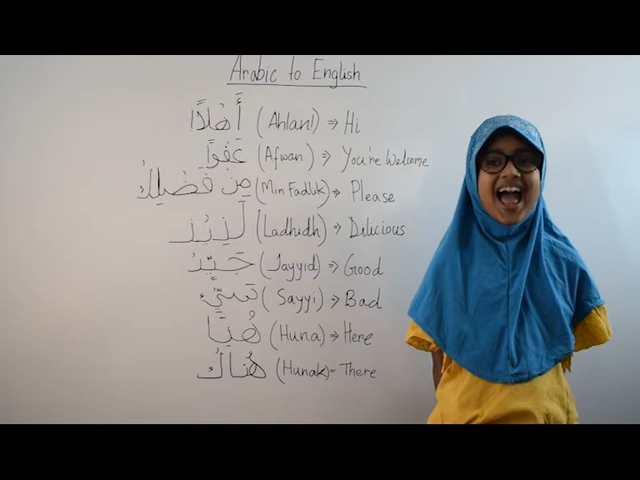 Arabic to English
أَهْلًا (Ahlan!) ⇒ Hi
عَفْوًا (Afwan) ⇒ You're Welcome
مِنْ فَضْلِكْ (Min Fadlik) ⇒ Please
لَذِيذ (Ladhidh) ⇒ Delicious
جَيِّدْ (Jayyid) ⇒ Good
(Sayyi) ⇒ Bad
هُنَا (Huna) ⇒ Here
هُنَاكْ (Hunak) - There